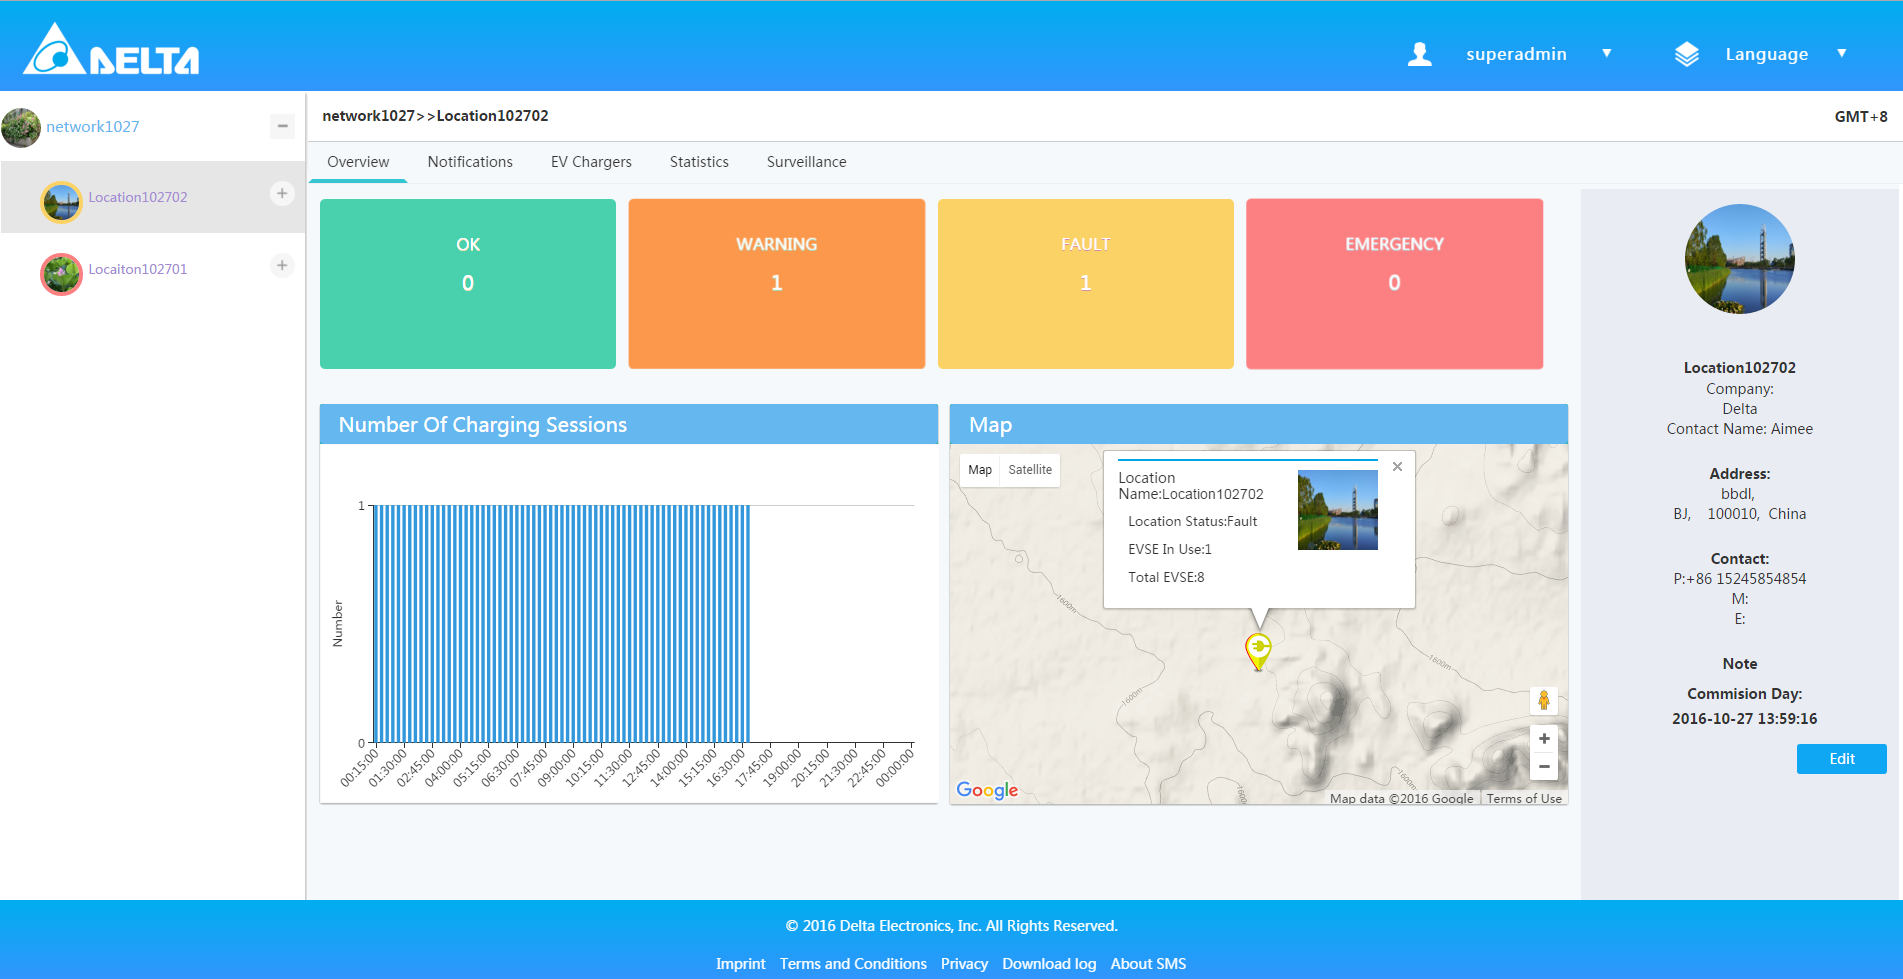 DELTA
superadmin
Language
network1027
Location102702
Locaiton102701
network1027>>Location102702
GMT+8
Overview
Notifications
EV Chargers
Statistics
Surveillance
OK
0
WARNING
1
FAULT
1
EMERGENCY
0
Number Of Charging Sessions
Number
1
0
00:15:00
01:30:00
02:45:00
04:00:00
05:15:00
06:30:00
07:45:00
09:00:00
10:15:00
11:30:00
12:45:00
14:00:00
15:15:00
16:30:00
17:45:00
19:00:00
20:15:00
21:30:00
22:45:00
00:00:00
Map
Map
Satellite
Location
Name:Location102702
Location Status:Fault
EVSE In Use:1
Total EVSE:8
1600m
1600m
1600m
1600m
1600m
Google
Map data ©2016 Google
Terms of Use
Location102702
Company:
Delta
Contact Name: Aimee
Address:
bbdl,
BJ, 100010, China
Contact:
P:+86 15245854854
M:
E:
Note
Commision Day:
2016-10-27 13:59:16
Edit
© 2016 Delta Electronics, Inc. All Rights Reserved.
Imprint Terms and Conditions Privacy Download log About SMS